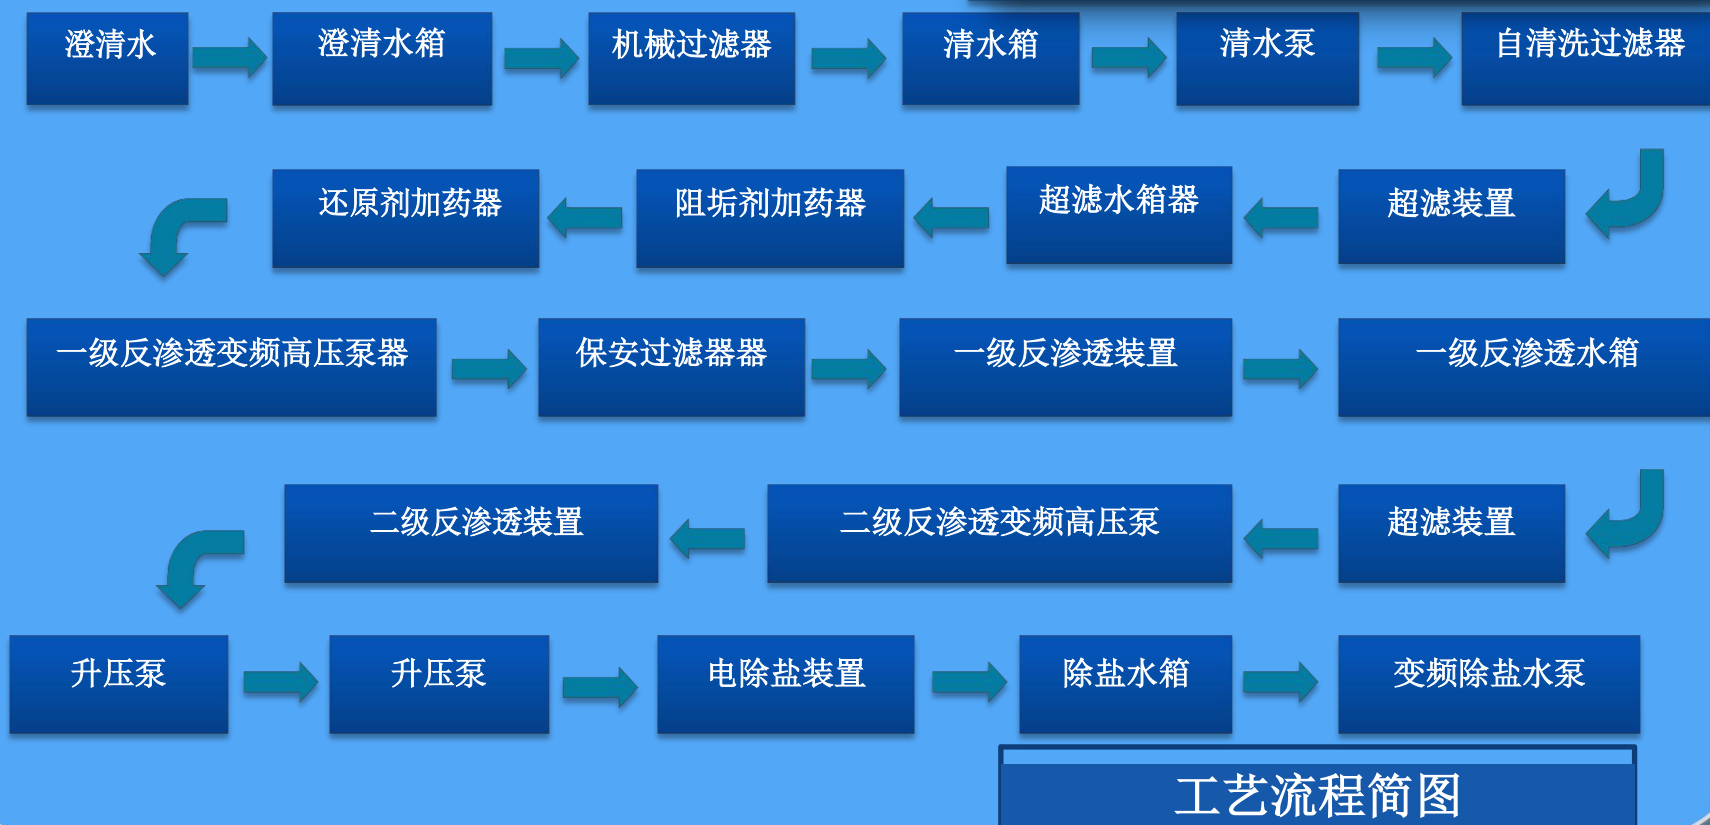 澄清水
澄清水箱
机械过滤器
清水箱
清水泵
自清洗过滤器
还原剂加药器
阻垢剂加药器
超滤水箱器
超滤装置
一级反渗透变频高压泵器
保安过滤器器
一级反渗透装置
一级反渗透水箱
二级反渗透装置
二级反渗透变频高压泵
超滤装置
升压泵
升压泵
电除盐装置
除盐水箱
变频除盐水泵
工艺流程简图